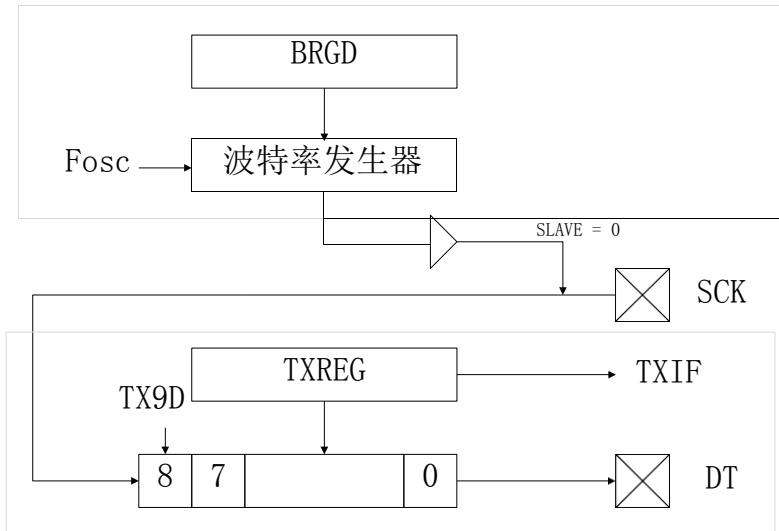 BRGD
Fosc
波特率发生器
SLAVE = 0
SCK
TXREG
TXIF
TX9D
8
7
0
DT